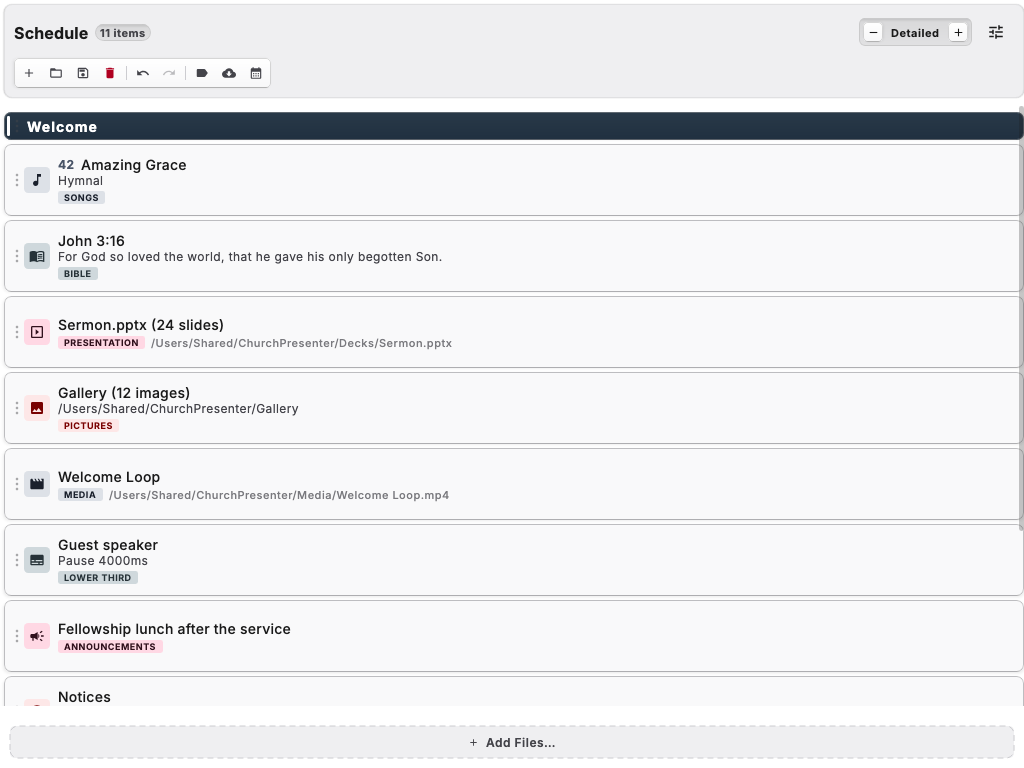 Schedule 11 items
Detailed
Welcome
42 Amazing Grace
Hymnal
SONGS
John 3:16
For God so loved the world, that he gave his only begotten Son.
BIBLE
Sermon.pptx (24 slides)
PRESENTATION /Users/Shared/ChurchPresenter/Decks/Sermon.pptx
Gallery (12 images)
/Users/Shared/ChurchPresenter/Gallery
PICTURES
Welcome Loop
MEDIA /Users/Shared/ChurchPresenter/Media/Welcome Loop.mp4
Guest speaker
Pause 4000ms
LOWER THIRD
Fellowship lunch after the service
ANNOUNCEMENTS
Notices
+ Add Files...